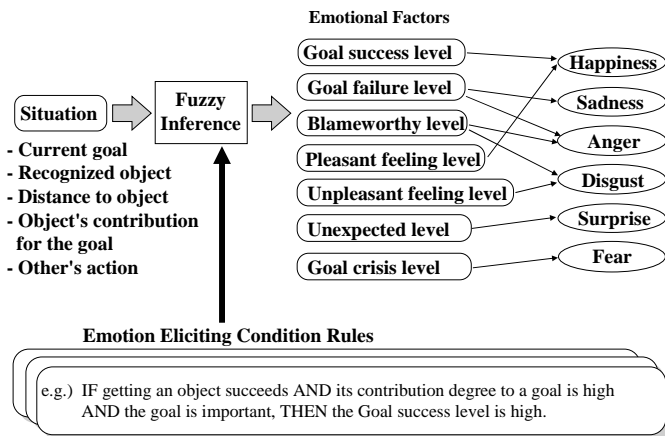 Emotional Factors
Situation
- Current goal
- Recognized object
- Distance to object
- Object's contribution
for the goal
- Other's action
Fuzzy
Inference
Goal success level
Goal failure level
Blameworthy level
Pleasant feeling level
Unpleasant feeling level
Unexpected level
Goal crisis level
Happiness
Sadness
Anger
Disgust
Surprise
Fear
Emotion Eliciting Condition Rules
e.g.) IF getting an object succeeds AND its contribution degree to a goal is high
AND the goal is important, THEN the Goal success level is high.